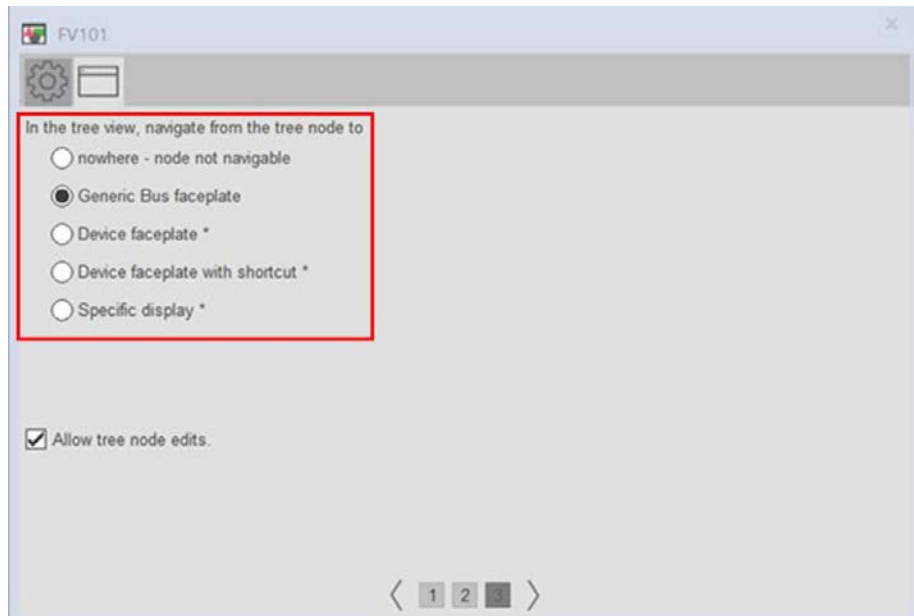 FV101
In the tree view, navigate from the tree node to
nowhere - node not navigable
Generic Bus faceplate
Device faceplate *
Device faceplate with shortcut *
Specific display *
Allow tree node edits.
1 2 3